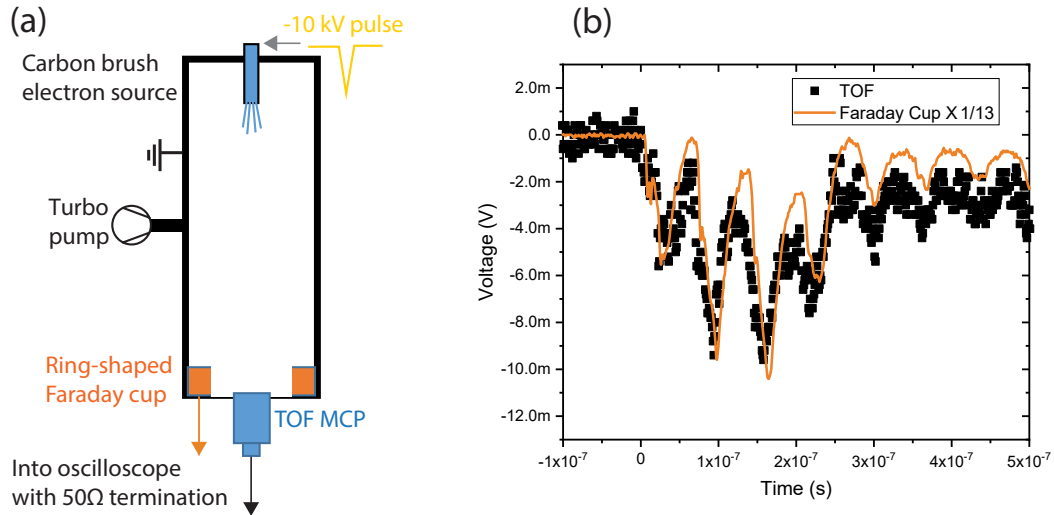 (a)
-10 kV pulse
Carbon brush
electron source
Turbo
pump
Ring-shaped
Faraday cup
TOF MCP
Into oscilloscope
with 50Ω termination
(b)
TOF
Faraday Cup X 1/13
2.0m
0.0
-2.0m
-4.0m
-6.0m
-8.0m
-10.0m
-12.0m
Voltage (V)
-1x10⁻⁷
0
1x10⁻⁷
2x10⁻⁷
3x10⁻⁷
4x10⁻⁷
5x10⁻⁷
Time (s)